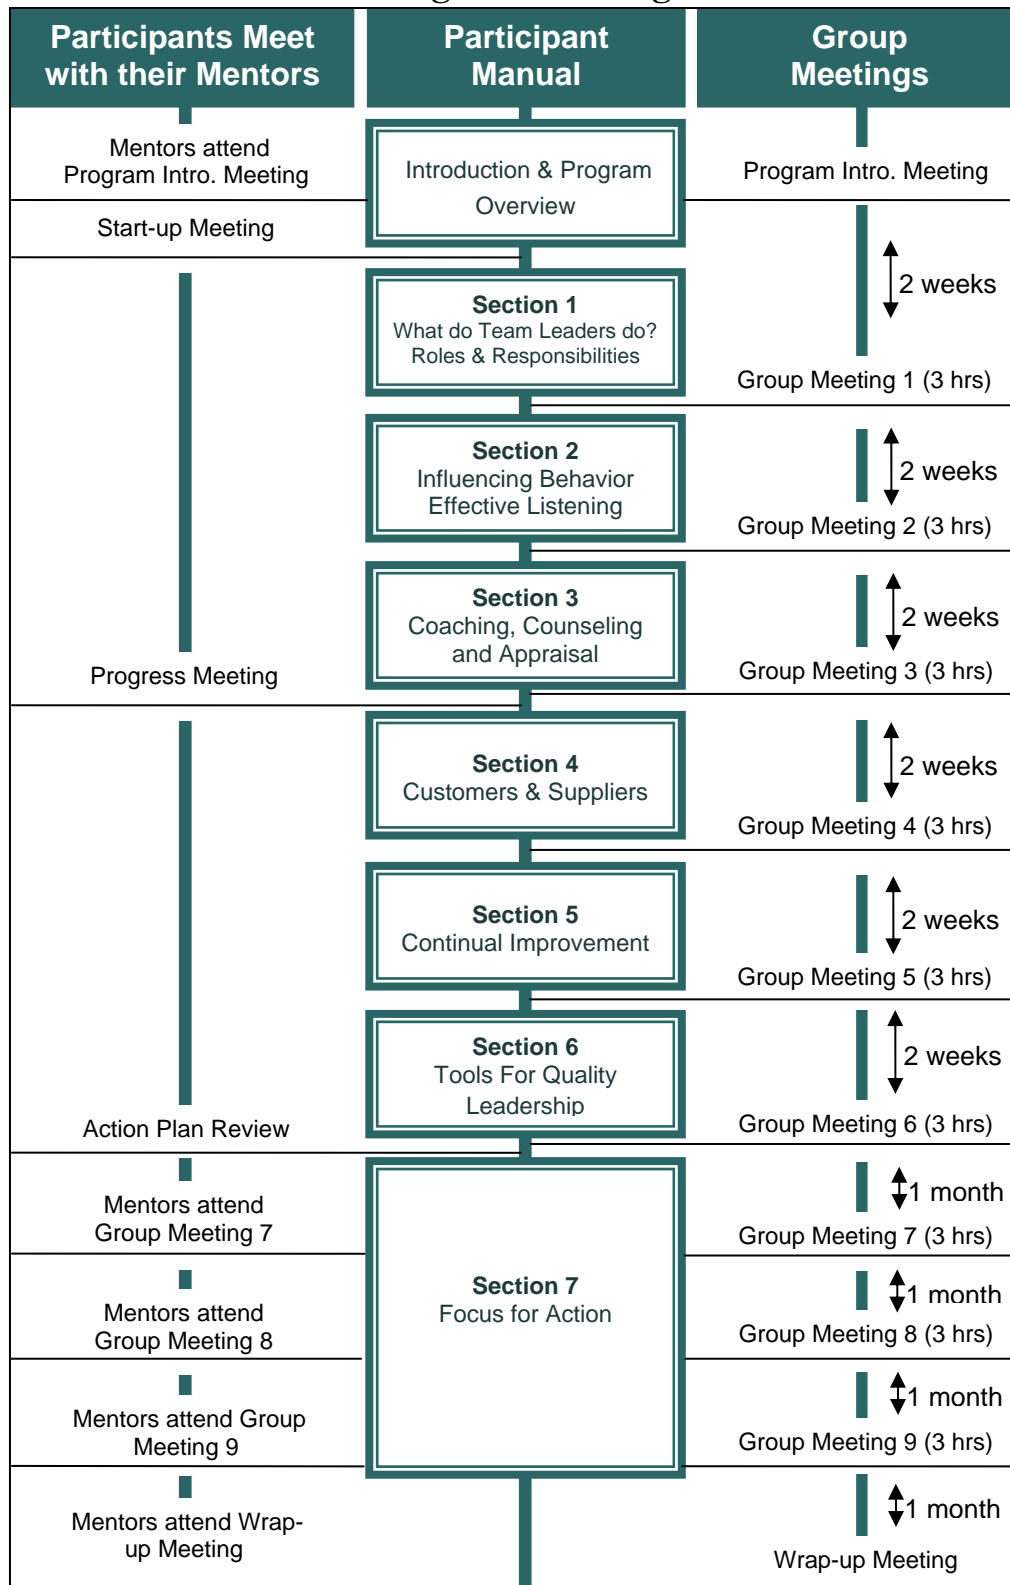 Participants Meet
with their Mentors
Participant
Manual
Group
Meetings
Mentors attend
Program Intro. Meeting
Introduction & Program
Overview
Program Intro. Meeting
Start-up Meeting
2 weeks
Section 1
What do Team Leaders do?
Roles & Responsibilities
Group Meeting 1 (3 hrs)
Section 2
Influencing Behavior
Effective Listening
2 weeks
Group Meeting 2 (3 hrs)
Section 3
Coaching, Counseling
and Appraisal
2 weeks
Group Meeting 3 (3 hrs)
Progress Meeting
Section 4
Customers & Suppliers
2 weeks
Group Meeting 4 (3 hrs)
Section 5
Continual Improvement
2 weeks
Group Meeting 5 (3 hrs)
Section 6
Tools For Quality
Leadership
2 weeks
Group Meeting 6 (3 hrs)
Action Plan Review
Mentors attend
Group Meeting 7
1 month
Group Meeting 7 (3 hrs)
Section 7
Focus for Action
Mentors attend
Group Meeting 8
1 month
Group Meeting 8 (3 hrs)
Mentors attend Group
Meeting 9
1 month
Group Meeting 9 (3 hrs)
Mentors attend Wrap-
up Meeting
1 month
Wrap-up Meeting